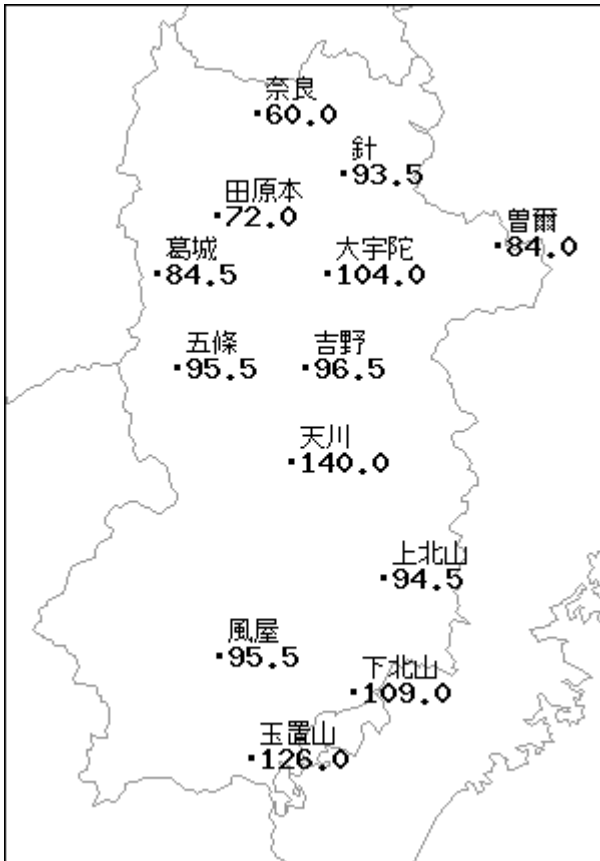 奈良
60.0
針
93.5
田原本
72.0
曽爾
84.0
葛城
84.5
大宇陀
104.0
五條
95.5
吉野
96.5
天川
140.0
上北山
94.5
風屋
95.5
下北山
109.0
玉置山
126.0